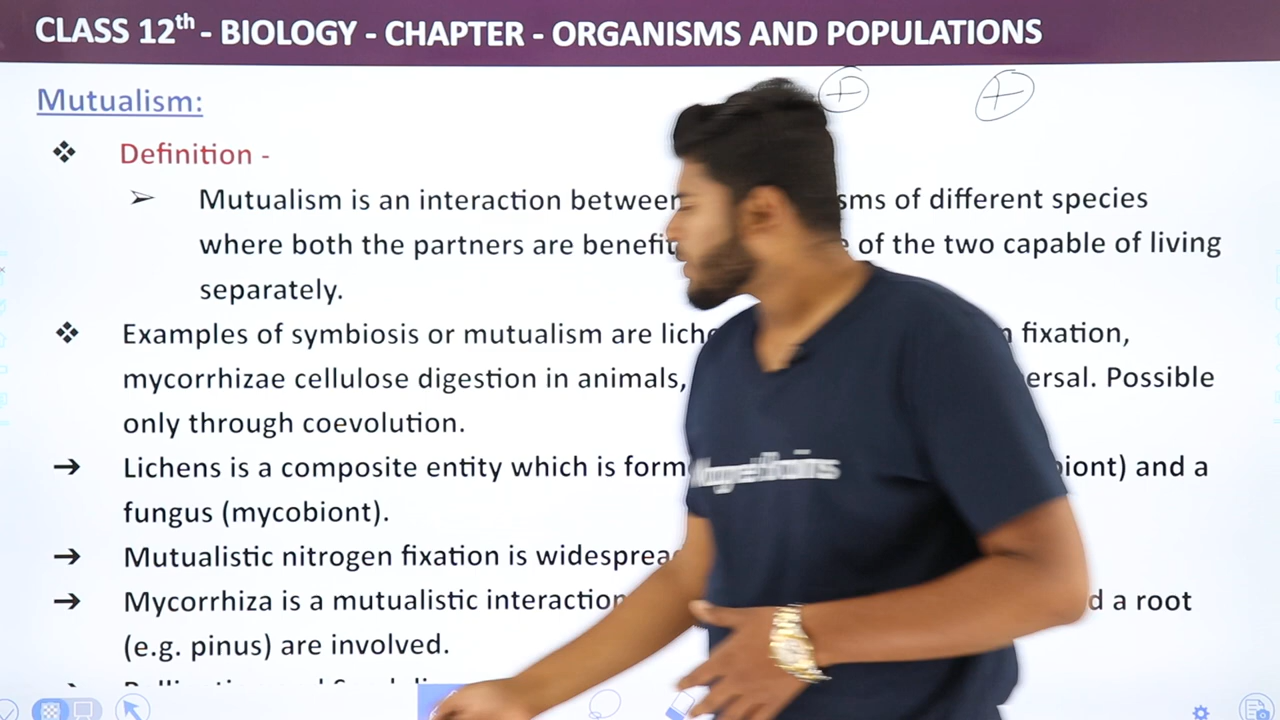 CLASS 12th - BIOLOGY - CHAPTER - ORGANISMS AND POPULATIONS
+ +
Mutualism:
Definition -
Mutualism is an interaction between sms of different species
where both the partners are benefit of the two capable of living
separately.
Examples of symbiosis or mutualism are liche fixation,
mycorrhizae cellulose digestion in animals, ersal. Possible
only through coevolution.
Lichens is a composite entity which is form biont) and a
fungus (mycobiont).
Mutualistic nitrogen fixation is widesprea
Mycorrhiza is a mutualistic interaction d a root
(e.g. pinus) are involved.